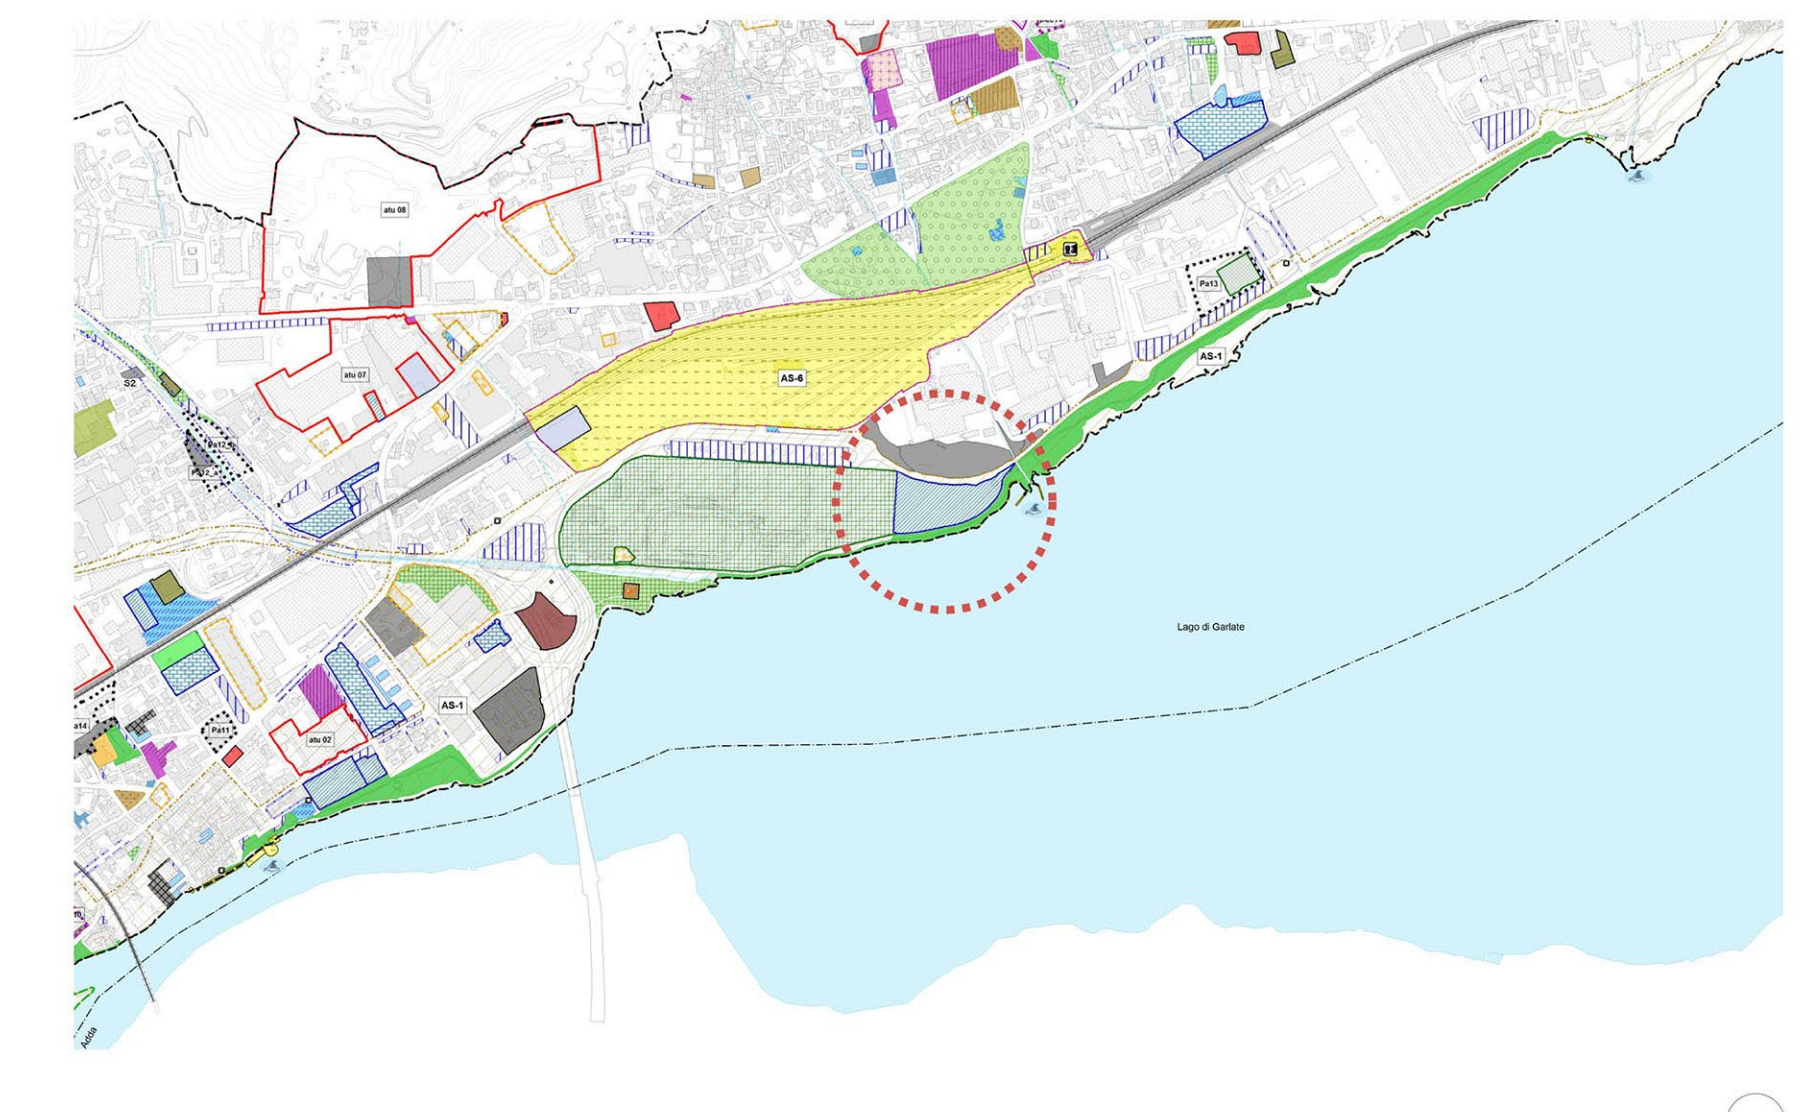 atu 08
Pa13
AS-1
atu 07
AS-6
S2
Pa12_b
Lago di Garlate
AS-1
Pa11
atu 02
Adda